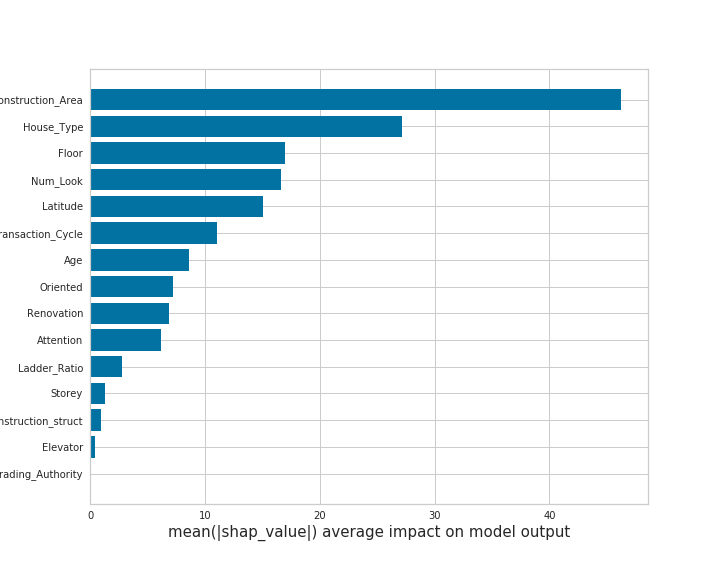 onstruction_Area
House_Type
Floor
Num_Look
Latitude
ransaction_Cycle
Age
Oriented
Renovation
Attention
Ladder_Ratio
Storey
nstruction_struct
Elevator
rading_Authority
0 10 20 30 40
mean(|shap_value|) average impact on model output